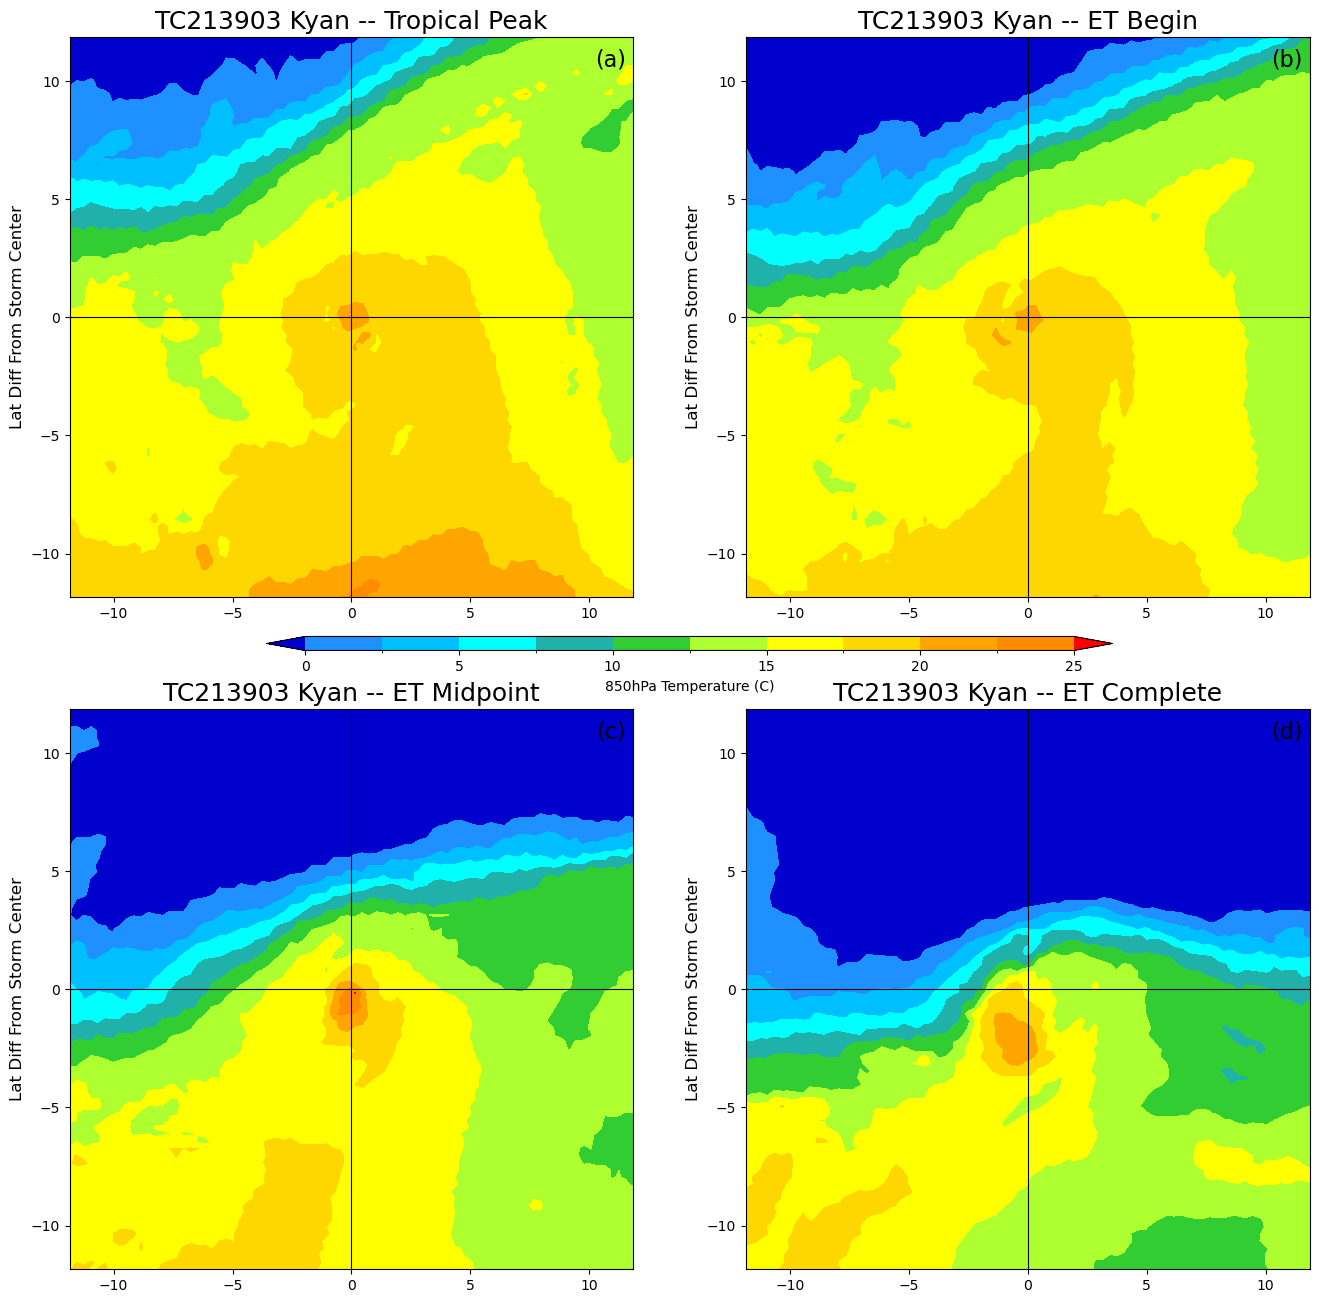 TC213903 Kyan -- Tropical Peak
(a)
Lat Diff From Storm Center
10
5
0
−5
−10
−10 −5 0 5 10
TC213903 Kyan -- ET Begin
(b)
Lat Diff From Storm Center
10
5
0
−5
−10
−10 −5 0 5 10
0 5 10 15 20 25
850hPa Temperature (C)
TC213903 Kyan -- ET Midpoint
(c)
Lat Diff From Storm Center
10
5
0
−5
−10
−10 −5 0 5 10
TC213903 Kyan -- ET Complete
(d)
Lat Diff From Storm Center
10
5
0
−5
−10
−10 −5 0 5 10